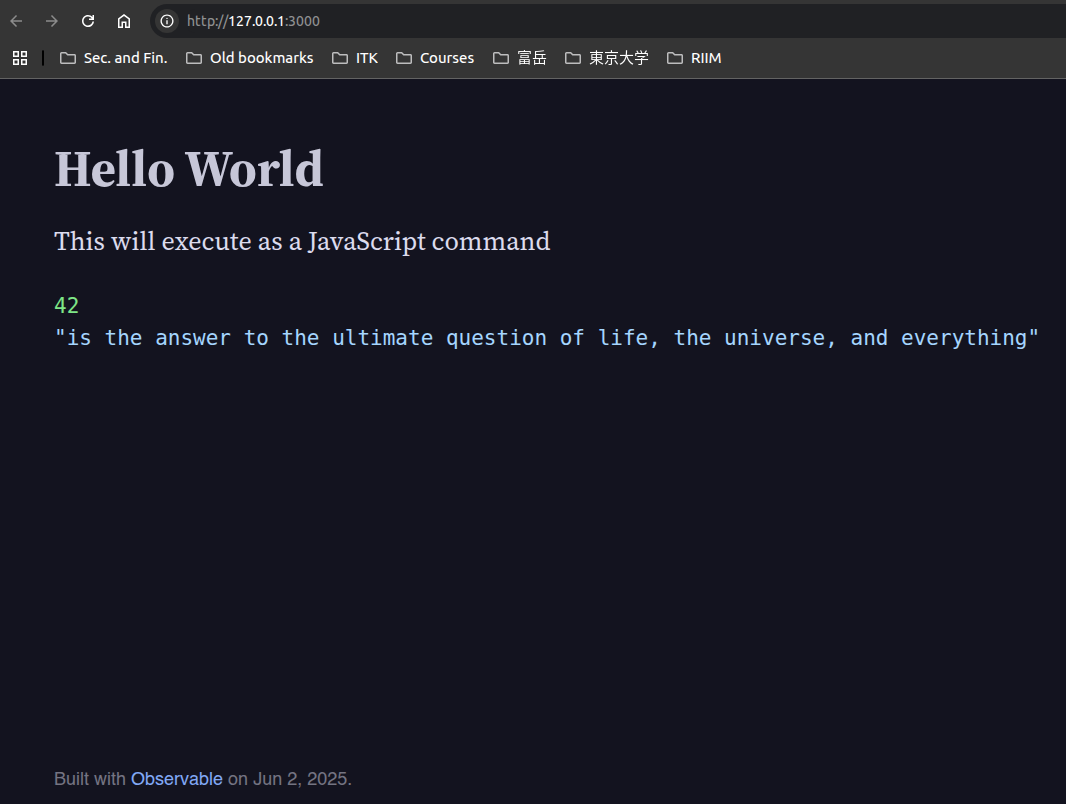 http://127.0.0.1:3000
Sec. and Fin. Old bookmarks ITK Courses 富岳 東京大学 RIIM
Hello World
This will execute as a JavaScript command
42
"is the answer to the ultimate question of life, the universe, and everything"
Built with Observable on Jun 2, 2025.